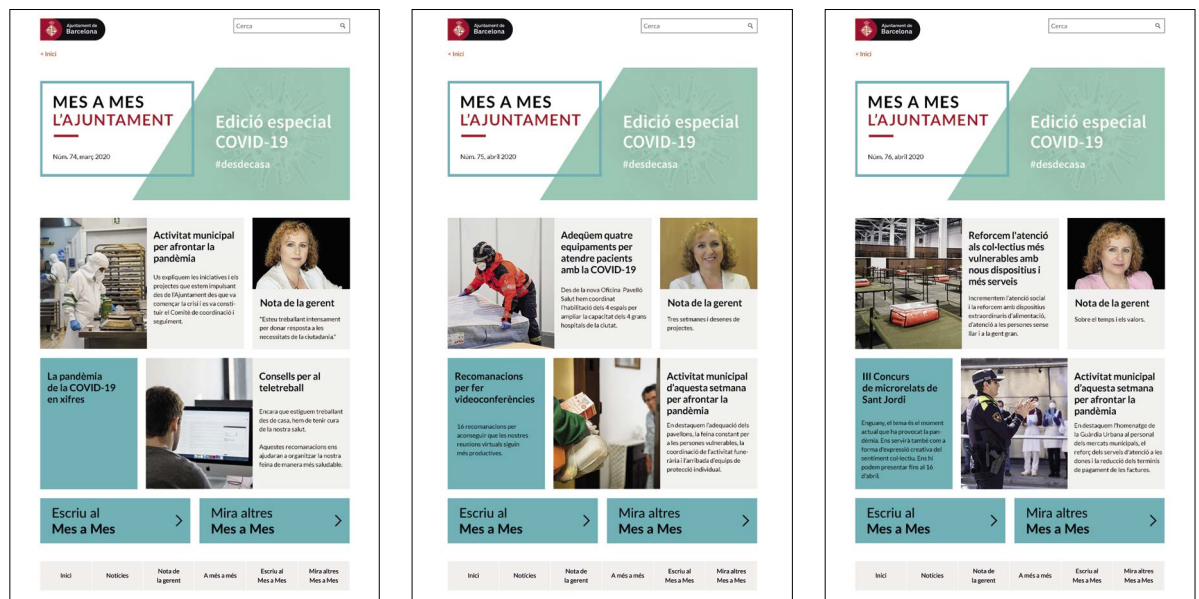 Ajuntament de
Barcelona
Cerca
< Inici
MES A MES
L'AJUNTAMENT
Núm. 74, març 2020
Edició especial
COVID-19
#desdecasa
Activitat municipal
per afrontar la
pandèmia
Us expliquem les iniciatives i els
projectes que estem impulsant
des de l'Ajuntament des que va
començar la crisi i es va consti-
tuir el Comitè de coordinació i
seguiment.
Nota de la gerent
"Esteu treballant intensament
per donar resposta a les
necessitats de la ciutadania."
La pandèmia
de la COVID-19
en xifres
Consells per al
teletreball
Encara que estiguem treballant
des de casa, hem de tenir cura
de la nostra salut.
Aquestes recomanacions ens
ajudaran a organitzar la nostra
feina de manera més saludable.
Escriu al
Mes a Mes
Mira altres
Mes a Mes
Inici
Notícies
Nota de
la gerent
A més a més
Escriu al
Mes a Mes
Mira altres
Mes a Mes
Ajuntament de
Barcelona
Cerca
< Inici
MES A MES
L'AJUNTAMENT
Núm. 75, abril 2020
Edició especial
COVID-19
#desdecasa
Adeqüem quatre
equipaments per
atendre pacients
amb la COVID-19
Des de la nova Oficina Pavelló
Salut hem coordinat
l'habilitació dels 4 espais per
ampliar la capacitat dels 4 grans
hospitals de la ciutat.
Nota de la gerent
Tres setmanes i desenes de
projectes.
Recomanacions
per fer
videoconferències
16 recomanacions per
aconseguir que les nostres
reunions virtuals siguin
més productives.
Activitat municipal
d'aquesta setmana
per afrontar la
pandèmia
En destaquem l'adequació dels
pavellons, la feina constant per
a les persones vulnerables, la
coordinació de l'activitat fune-
rària i l'arribada d'equips de
protecció individual.
Escriu al
Mes a Mes
Mira altres
Mes a Mes
Inici
Notícies
Nota de
la gerent
A més a més
Escriu al
Mes a Mes
Mira altres
Mes a Mes
Ajuntament de
Barcelona
Cerca
< Inici
MES A MES
L'AJUNTAMENT
Núm. 76, abril 2020
Edició especial
COVID-19
#desdecasa
Reforcem l'atenció
als col·lectius més
vulnerables amb
nous dispositius i
més serveis
Incrementem l'atenció social
i la reforcem amb dispositius
extraordinaris d'alimentació,
d'atenció a les persones sense
llar i a la gent gran.
Nota de la gerent
Sobre el temps i els valors.
III Concurs
de microrelats de
Sant Jordi
Enguany, el tema és el moment
actual que ha provocat la pan-
dèmia. Ens servirà també com a
forma d'expressió creativa del
sentiment col·lectiu. Ens hi
podem presentar fins al 16
d'abril.
Activitat municipal
d'aquesta setmana
per afrontar la
pandèmia
En destaquem l'homenatge de
la Guàrdia Urbana al personal
dels mercats municipals, el
reforç dels serveis d'atenció a les
dones i la reducció dels terminis
de pagament de les factures.
Escriu al
Mes a Mes
Mira altres
Mes a Mes
Inici
Notícies
Nota de
la gerent
A més a més
Escriu al
Mes a Mes
Mira altres
Mes a Mes